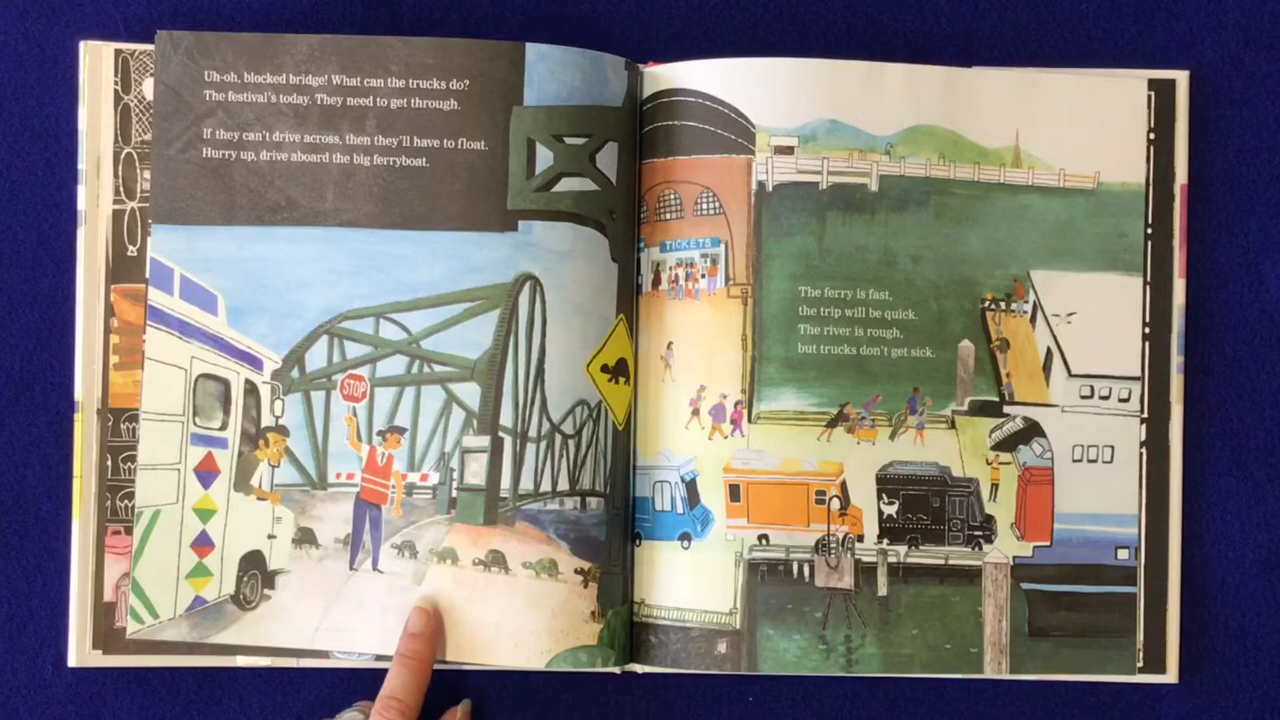 Uh-oh, blocked bridge! What can the trucks do?
The festival's today. They need to get through.
If they can't drive across, then they'll have to float.
Hurry up, drive aboard the big ferryboat.
STOP
TICKETS
The ferry is fast,
the trip will be quick.
The river is rough,
but trucks don't get sick.